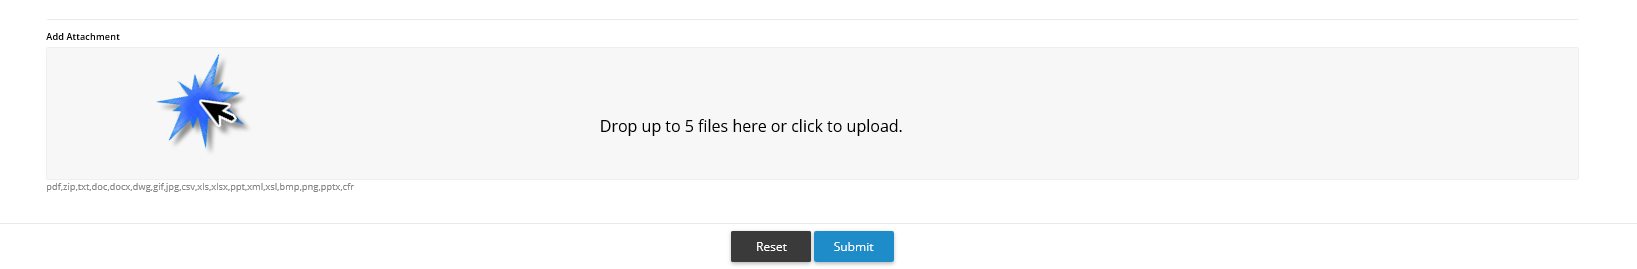 Add Attachment
Drop up to 5 files here or click to upload.
pdf,zip,txt,doc,docx,dwg,gif,jpg,csv,xls,xlsx,ppt,xml,xsl,bmp,png,pptx,cfr
Reset Submit